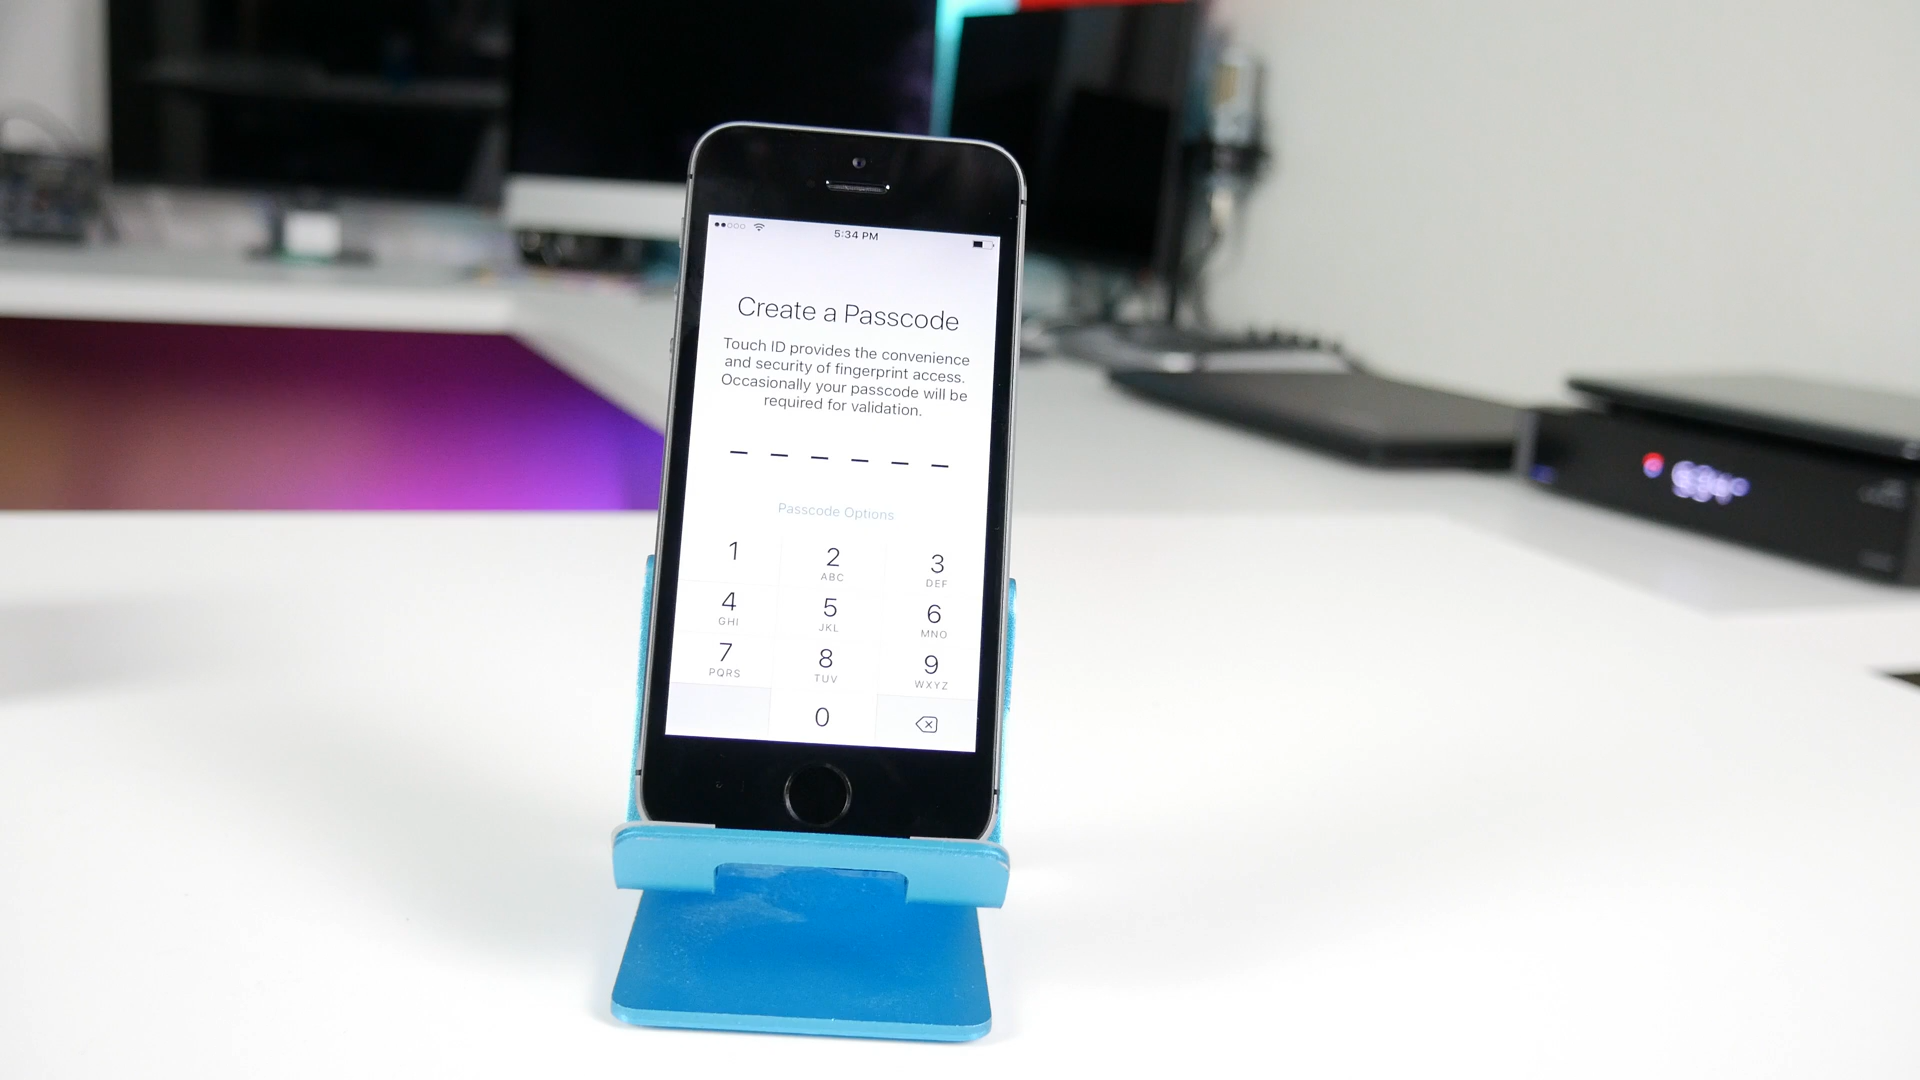 5:34 PM
Create a Passcode
Touch ID provides the convenience
and security of fingerprint access.
Occasionally your passcode will be
required for validation.
Passcode Options
1 2 3
ABC DEF
4 5 6
GHI JKL MNO
7 8 9
PQRS TUV WXYZ
0